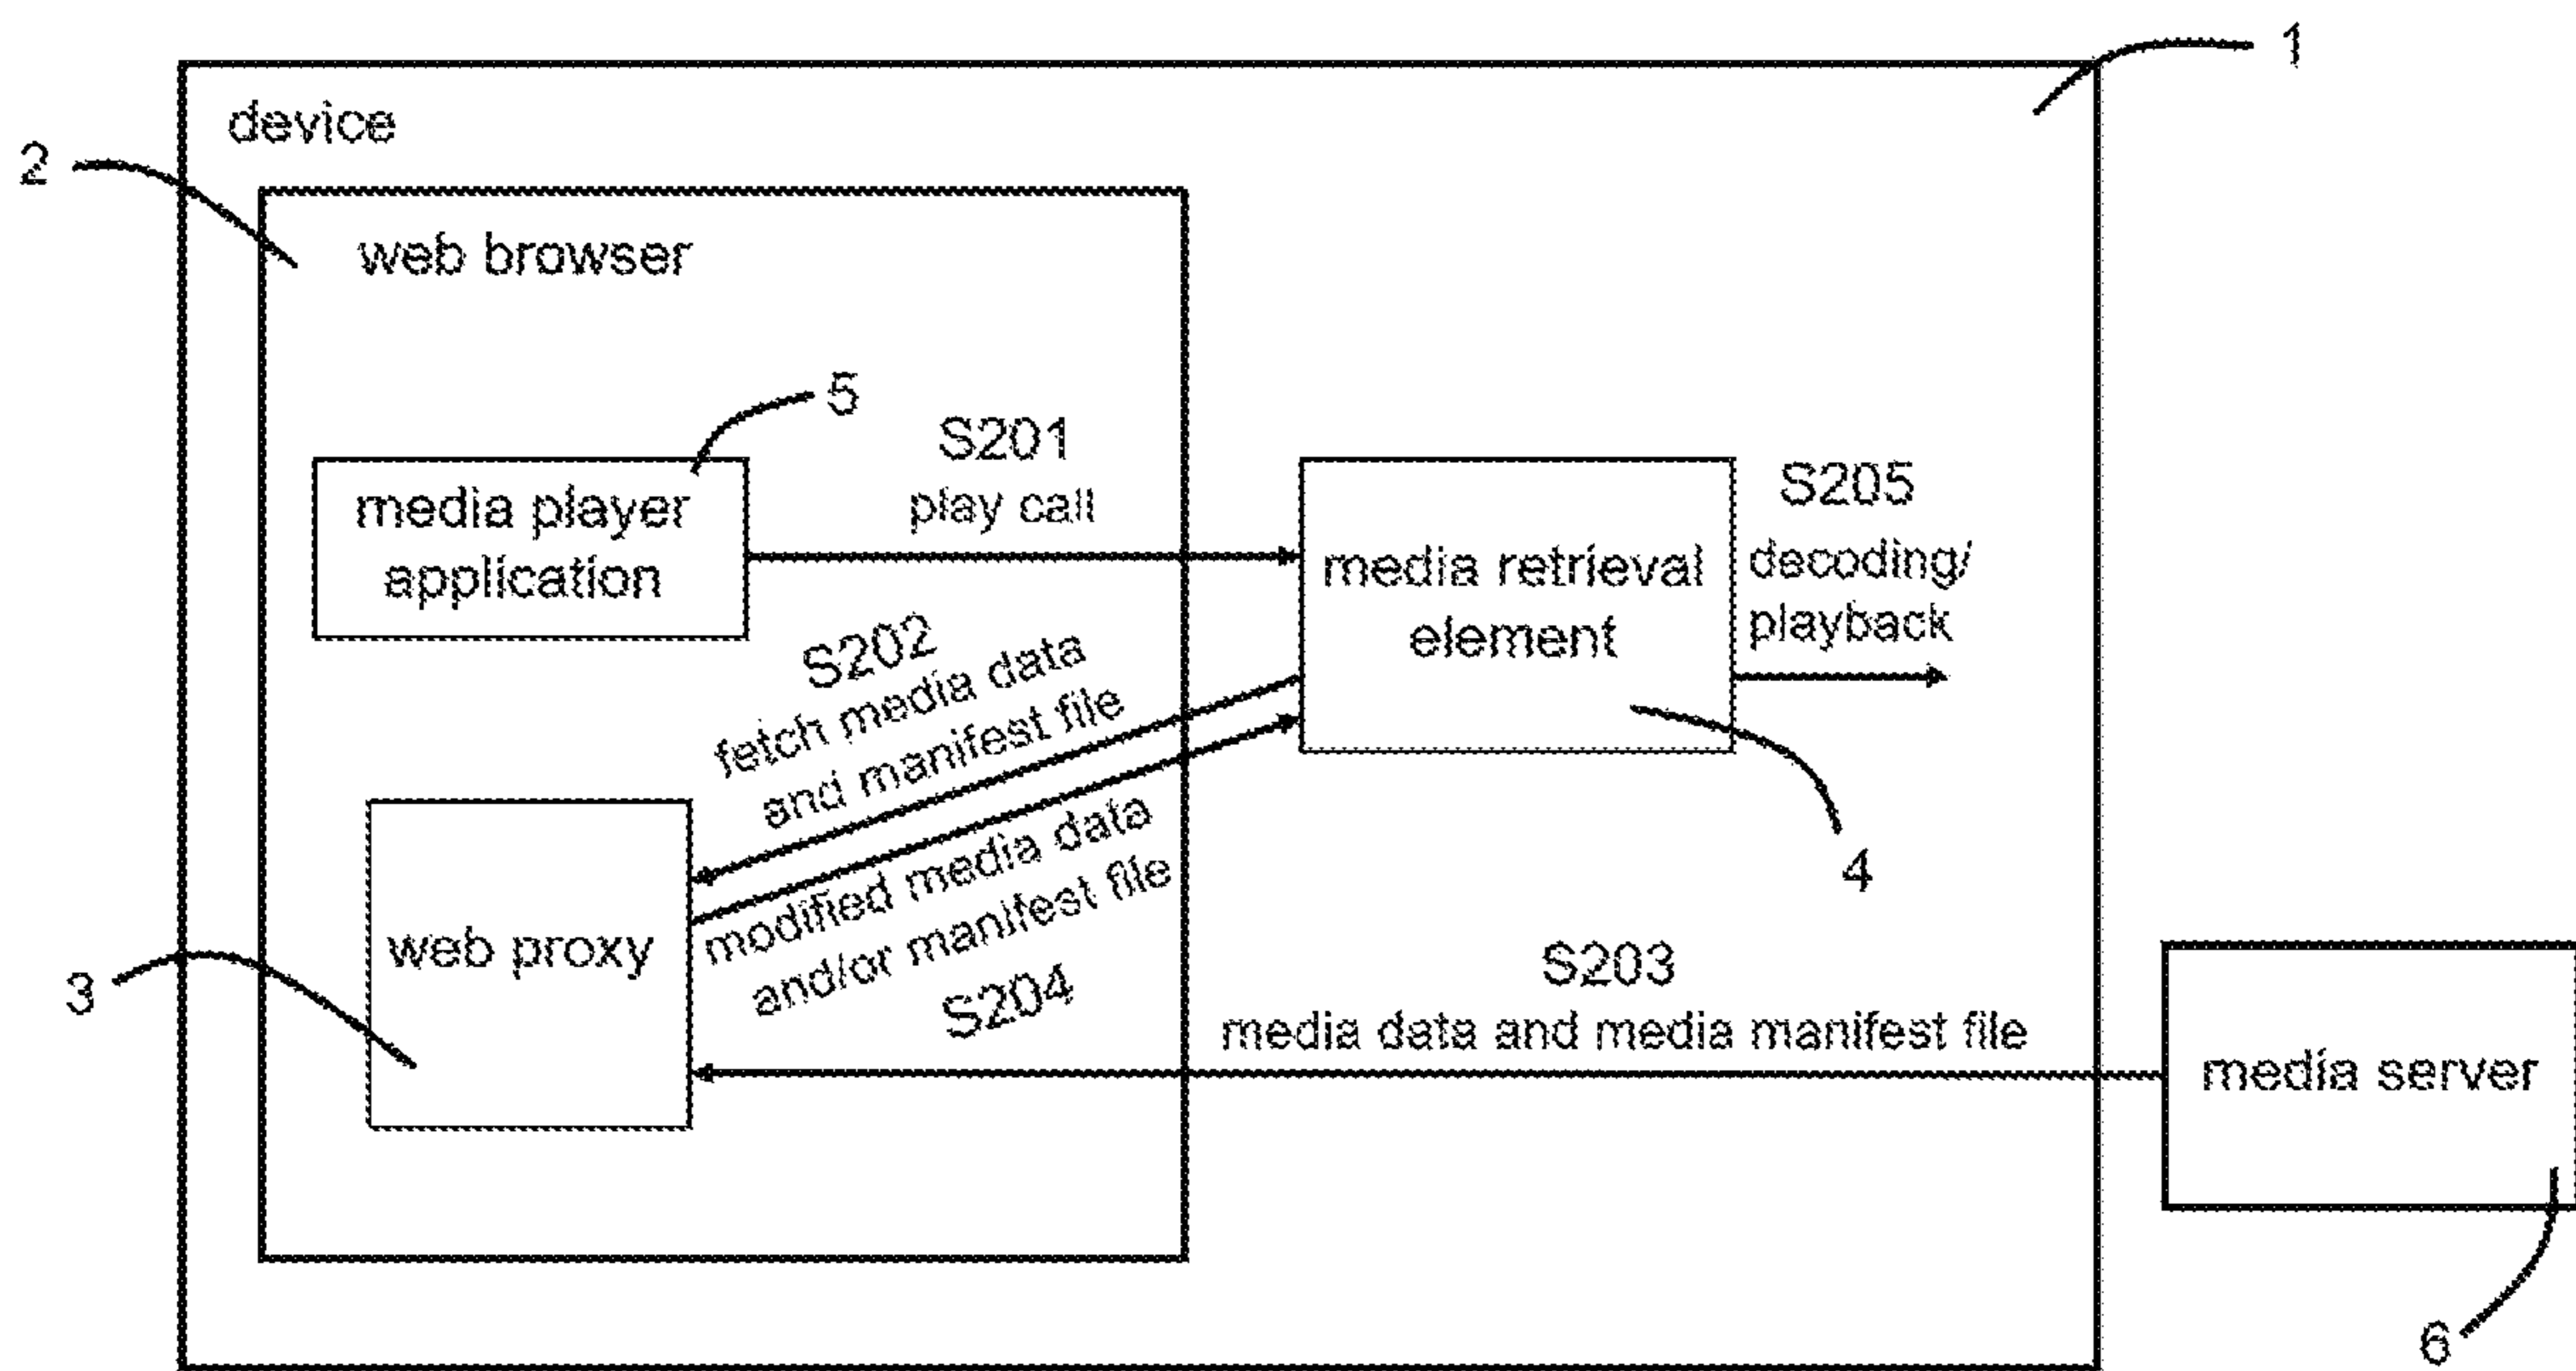 1
device
2
web browser
5
S201
play call
media player
application
media retrieval
element
S205
decoding/
playback
S202
fetch media data
and manifest file
modified media data
and/or manifest file
S204
web proxy
3
4
S203
media data and media manifest file
media server
6